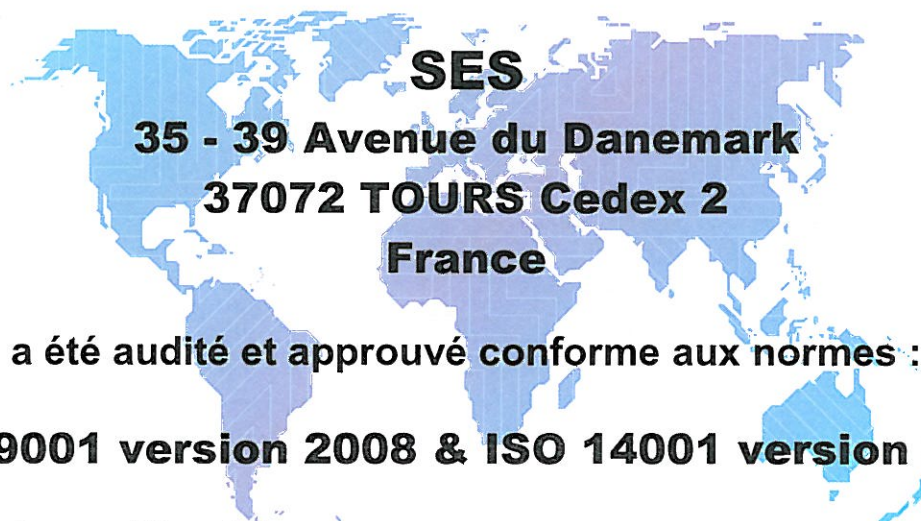 SES
35 - 39 Avenue du Danemark
37072 TOURS Cedex 2
France
a été audité et approuvé conforme aux normes :
9001 version 2008 & ISO 14001 version